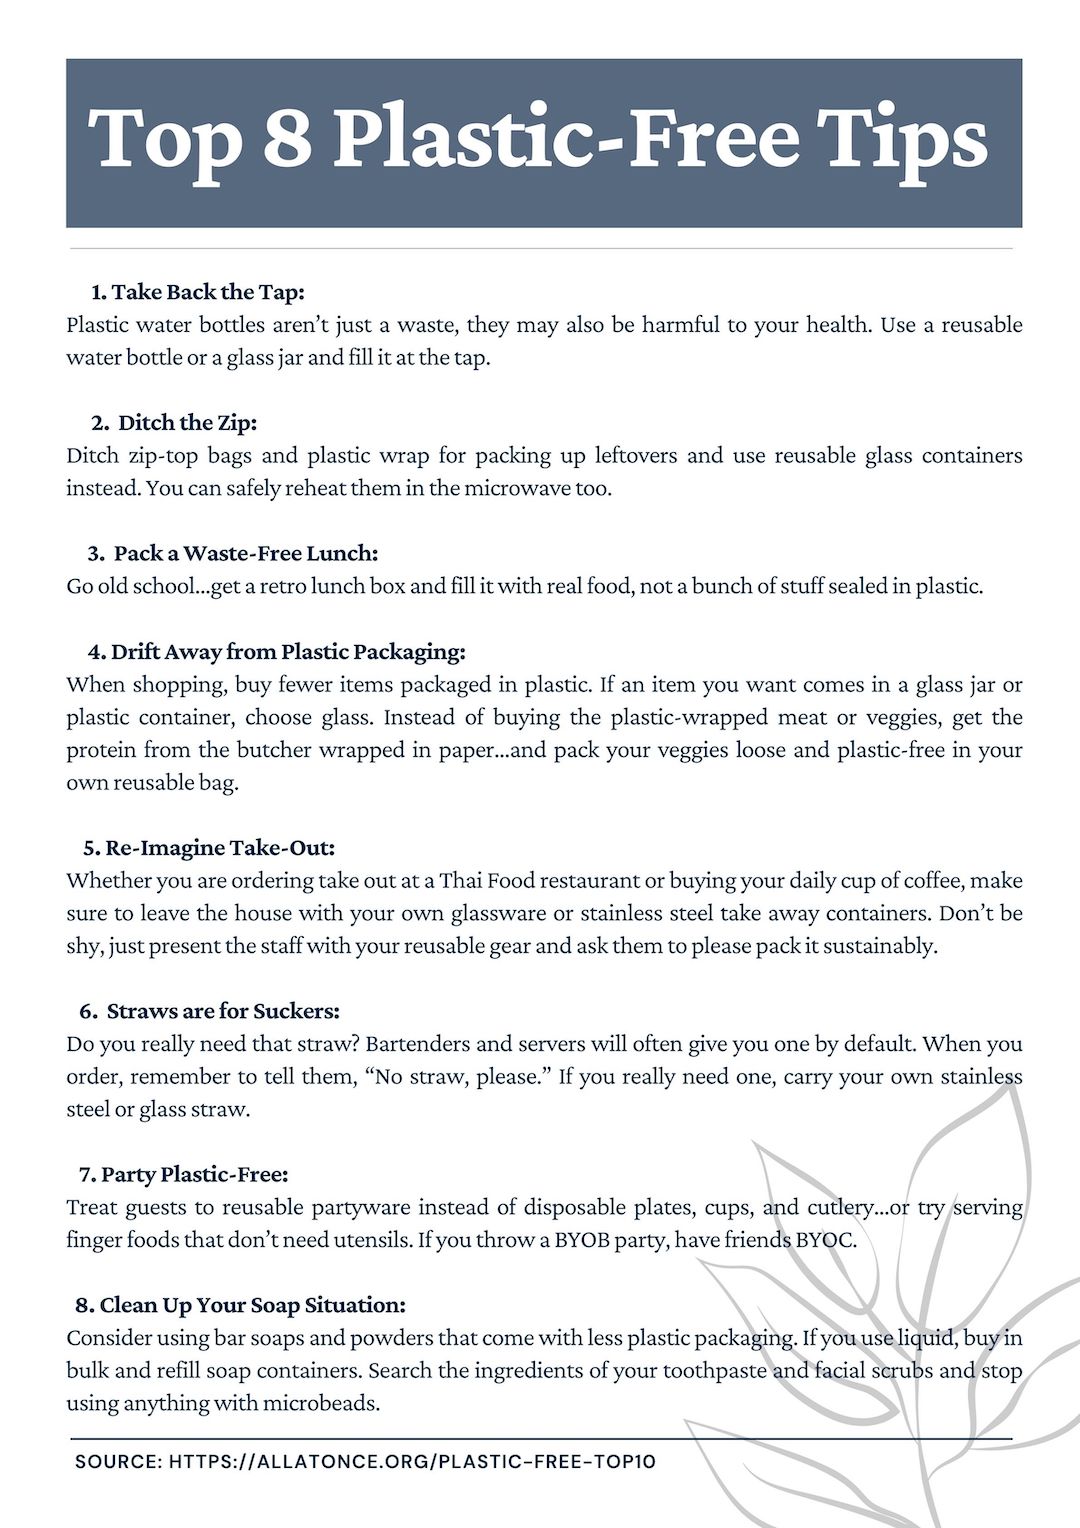 Top 8 Plastic-Free Tips
1. Take Back the Tap:
Plastic water bottles aren’t just a waste, they may also be harmful to your health. Use a reusable
water bottle or a glass jar and fill it at the tap.
2. Ditch the Zip:
Ditch zip-top bags and plastic wrap for packing up leftovers and use reusable glass containers
instead. You can safely reheat them in the microwave too.
3. Pack a Waste-Free Lunch:
Go old school...get a retro lunch box and fill it with real food, not a bunch of stuff sealed in plastic.
4. Drift Away from Plastic Packaging:
When shopping, buy fewer items packaged in plastic. If an item you want comes in a glass jar or
plastic container, choose glass. Instead of buying the plastic-wrapped meat or veggies, get the
protein from the butcher wrapped in paper...and pack your veggies loose and plastic-free in your
own reusable bag.
5. Re-Imagine Take-Out:
Whether you are ordering take out at a Thai Food restaurant or buying your daily cup of coffee, make
sure to leave the house with your own glassware or stainless steel take away containers. Don’t be
shy, just present the staff with your reusable gear and ask them to please pack it sustainably.
6. Straws are for Suckers:
Do you really need that straw? Bartenders and servers will often give you one by default. When you
order, remember to tell them, “No straw, please.” If you really need one, carry your own stainless
steel or glass straw.
7. Party Plastic-Free:
Treat guests to reusable partyware instead of disposable plates, cups, and cutlery...or try serving
finger foods that don’t need utensils. If you throw a BYOB party, have friends BYOC.
8. Clean Up Your Soap Situation:
Consider using bar soaps and powders that come with less plastic packaging. If you use liquid, buy in
bulk and refill soap containers. Search the ingredients of your toothpaste and facial scrubs and stop
using anything with microbeads.
SOURCE: HTTPS://ALLATONCE.ORG/PLASTIC-FREE-TOP10